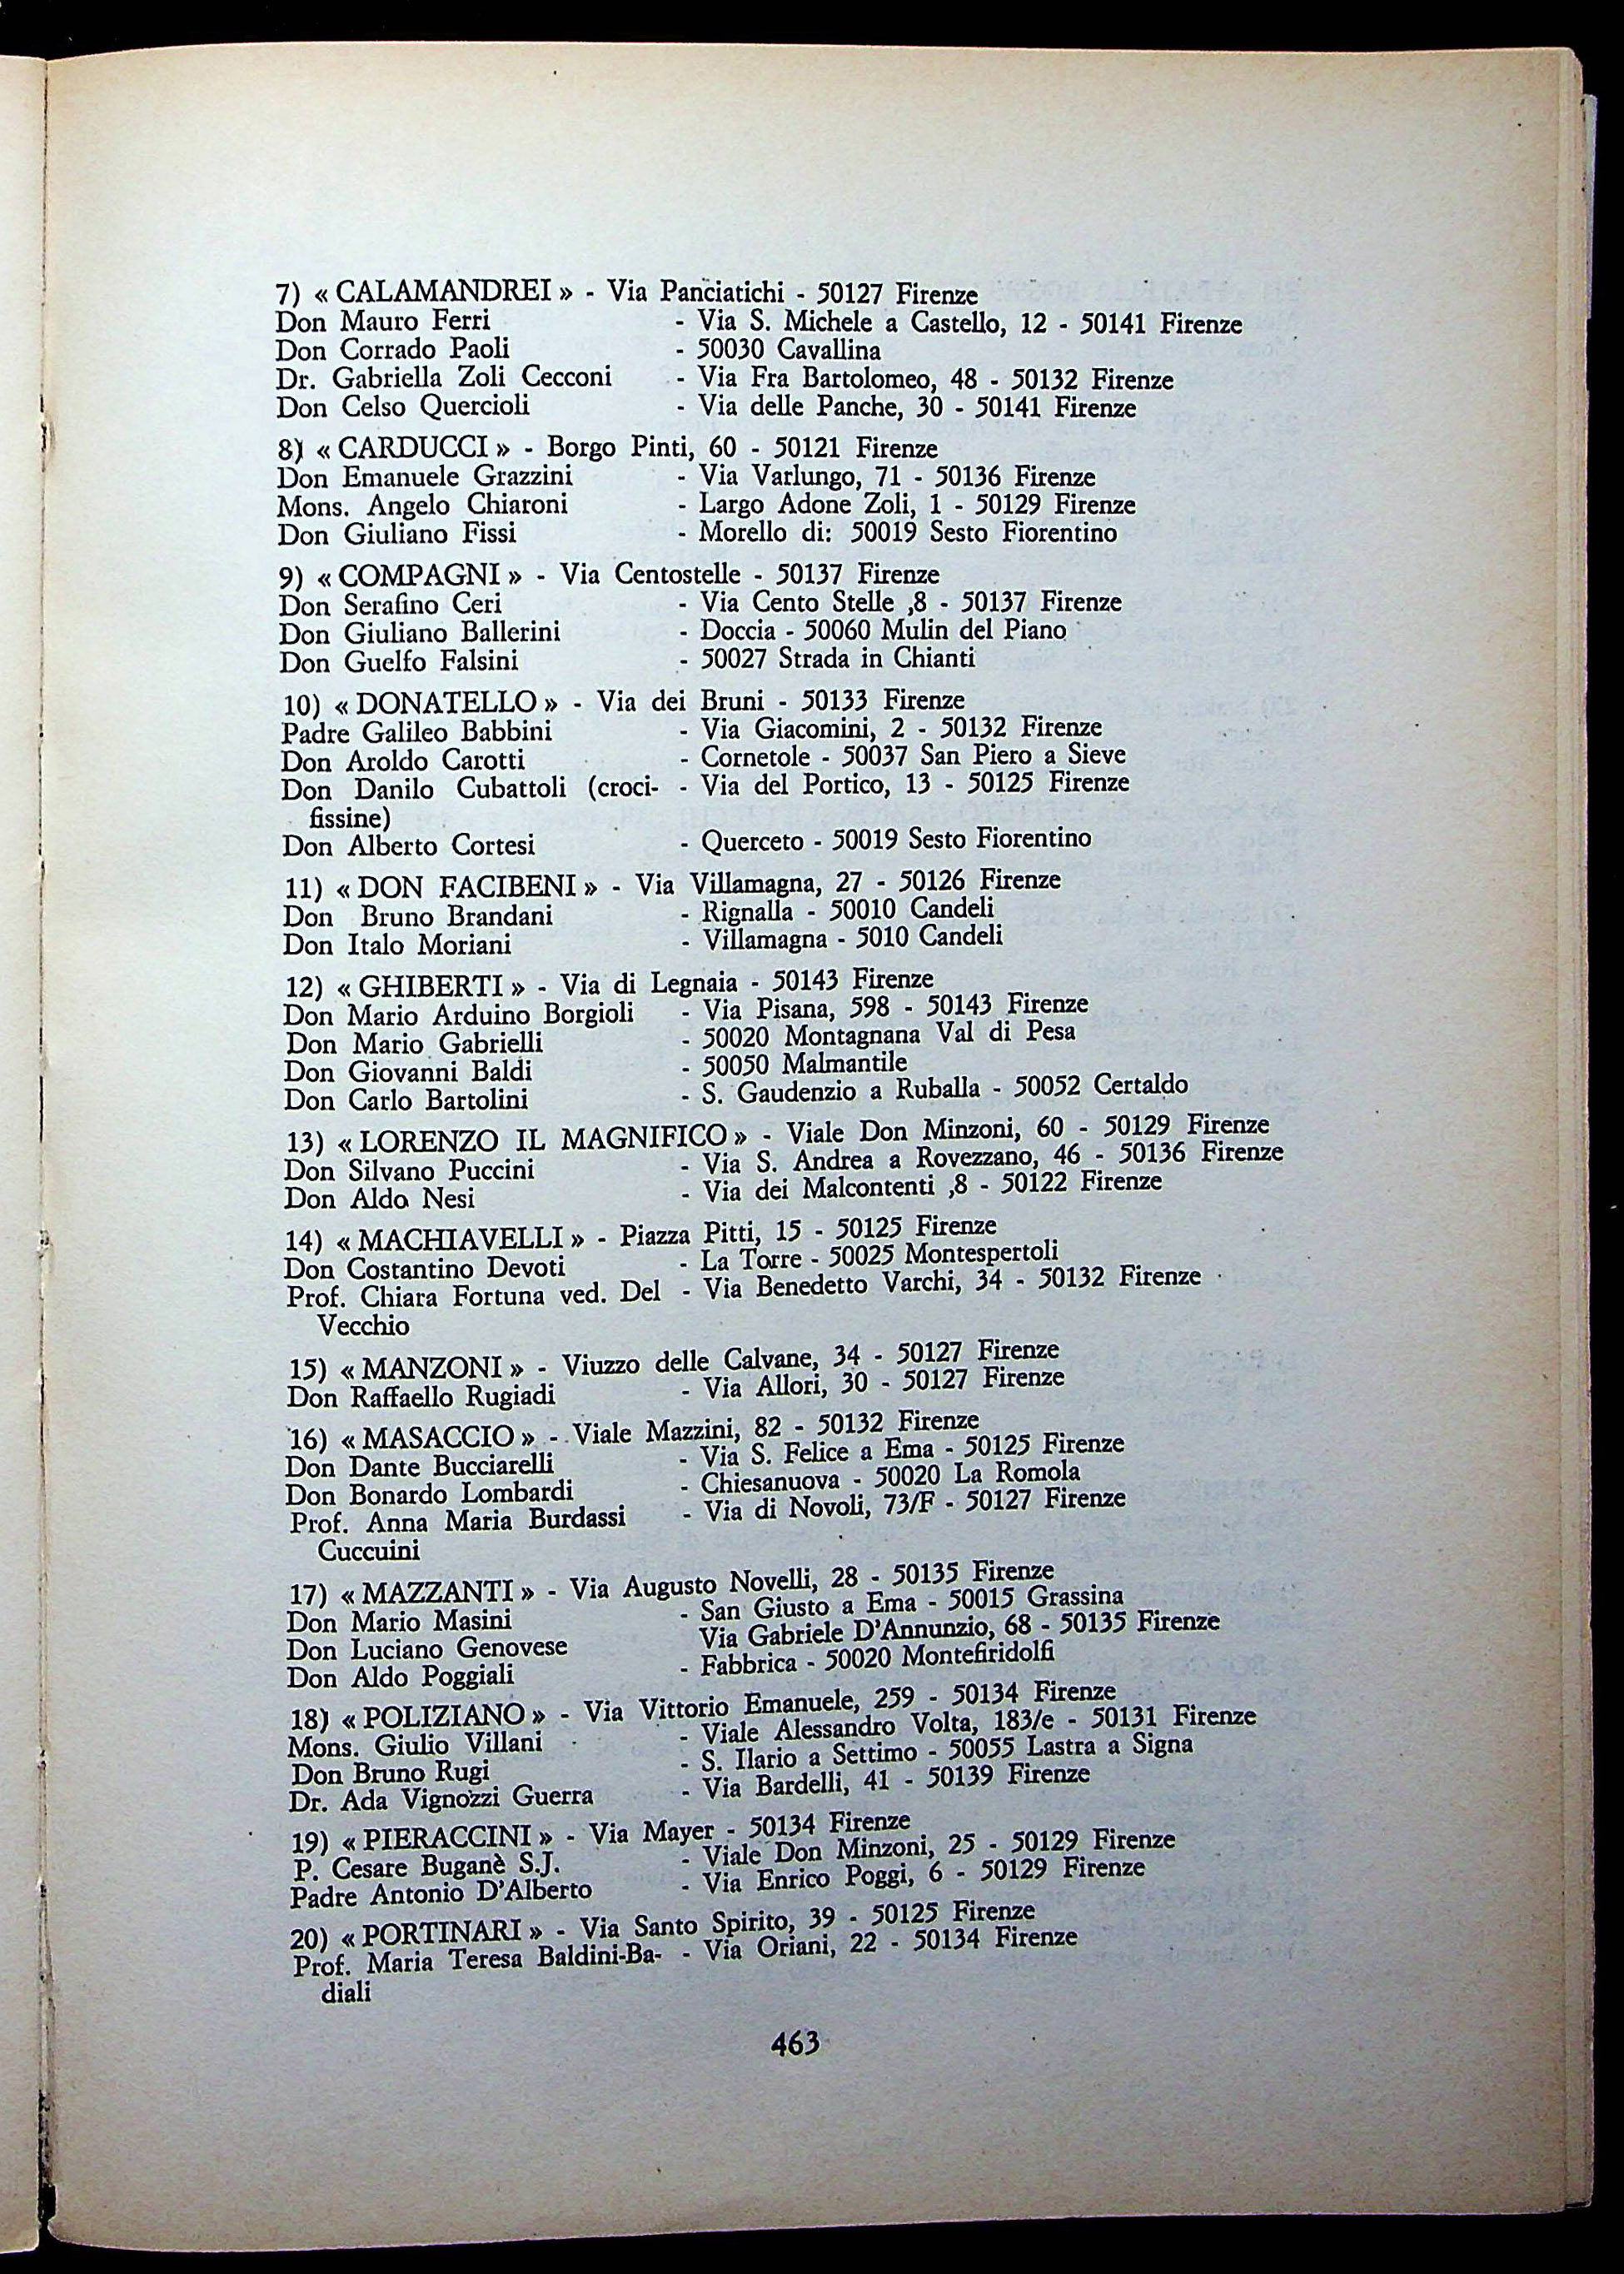 7) « CALAMANDREI » - Via Panciatichi - 50127 Firenze
Don Mauro Ferri - Via S. Michele a Castello, 12 - 50141 Firenze
Don Corrado Paoli - 50030 Cavallina
Dr. Gabriella Zoli Cecconi - Via Fra Bartolomeo, 48 - 50132 Firenze
Don Celso Quercioli - Via delle Panche, 30 - 50141 Firenze
8) « CARDUCCI » - Borgo Pinti, 60 - 50121 Firenze
Don Emanuele Grazzini - Via Varlungo, 71 - 50136 Firenze
Mons. Angelo Chiaroni - Largo Adone Zoli, 1 - 50129 Firenze
Don Giuliano Fissi - Morello di: 50019 Sesto Fiorentino
9) « COMPAGNI » - Via Centostelle - 50137 Firenze
Don Serafino Ceri - Via Cento Stelle ,8 - 50137 Firenze
Don Giuliano Ballerini - Doccia - 50060 Mulin del Piano
Don Guelfo Falsini - 50027 Strada in Chianti
10) « DONATELLO » - Via dei Bruni - 50133 Firenze
Padre Galileo Babbini - Via Giacomini, 2 - 50132 Firenze
Don Aroldo Carotti - Cornetole - 50037 San Piero a Sieve
Don Danilo Cubattoli (croci- - Via del Portico, 13 - 50125 Firenze
fissine)
Don Alberto Cortesi - Querceto - 50019 Sesto Fiorentino
11) « DON FACIBENI » - Via Villamagna, 27 - 50126 Firenze
Don Bruno Brandani - Rignalla - 50010 Candeli
Don Italo Moriani - Villamagna - 5010 Candeli
12) « GHIBERTI » - Via di Legnaia - 50143 Firenze
Don Mario Arduino Borgioli - Via Pisana, 598 - 50143 Firenze
Don Mario Gabrielli - 50020 Montagnana Val di Pesa
Don Giovanni Baldi - 50050 Malmantile
Don Carlo Bartolini - S. Gaudenzio a Ruballa - 50052 Certaldo
13) « LORENZO IL MAGNIFICO » - Viale Don Minzoni, 60 - 50129 Firenze
Don Silvano Puccini - Via S. Andrea a Rovezzano, 46 - 50136 Firenze
Don Aldo Nesi - Via dei Malcontenti ,8 - 50122 Firenze
14) « MACHIAVELLI » - Piazza Pitti, 15 - 50125 Firenze
Don Costantino Devoti - La Torre - 50025 Montespertoli
Prof. Chiara Fortuna ved. Del - Via Benedetto Varchi, 34 - 50132 Firenze
Vecchio
15) « MANZONI » - Viuzzo delle Calvane, 34 - 50127 Firenze
Don Raffaello Rugiadi - Via Allori, 30 - 50127 Firenze
16) « MASACCIO » - Viale Mazzini, 82 - 50132 Firenze
Don Dante Bucciarelli - Via S. Felice a Ema - 50125 Firenze
Don Bonardo Lombardi - Chiesanuova - 50020 La Romola
Prof. Anna Maria Burdassi - Via di Novoli, 73/F - 50127 Firenze
Cuccuini
17) « MAZZANTI » - Via Augusto Novelli, 28 - 50135 Firenze
Don Mario Masini - San Giusto a Ema - 50015 Grassina
Don Luciano Genovese Via Gabriele D'Annunzio, 68 - 50135 Firenze
Don Aldo Poggiali - Fabbrica - 50020 Montefiridolfi
18) « POLIZIANO » - Via Vittorio Emanuele, 259 - 50134 Firenze
Mons. Giulio Villani - Viale Alessandro Volta, 183/e - 50131 Firenze
Don Bruno Rugi - S. Ilario a Settimo - 50055 Lastra a Signa
Dr. Ada Vignozzi Guerra - Via Bardelli, 41 - 50139 Firenze
19) « PIERACCINI » - Via Mayer - 50134 Firenze
P. Cesare Buganè S.J. - Viale Don Minzoni, 25 - 50129 Firenze
Padre Antonio D'Alberto - Via Enrico Poggi, 6 - 50129 Firenze
20) « PORTINARI » - Via Santo Spirito, 39 - 50125 Firenze
Prof. Maria Teresa Baldini-Ba- - Via Oriani, 22 - 50134 Firenze
diali
463